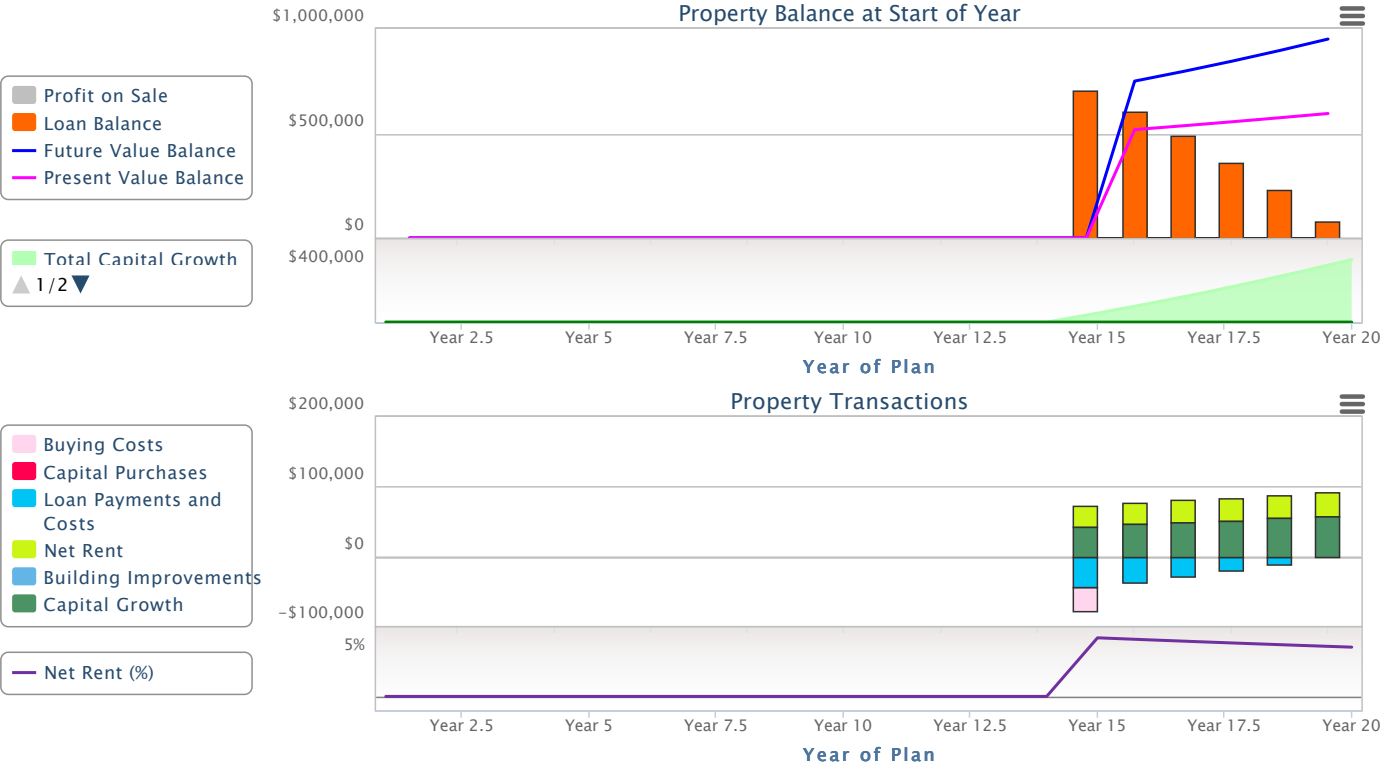 Property Balance at Start of Year
$1,000,000
$500,000
$0
$400,000
Profit on Sale
Loan Balance
Future Value Balance
Present Value Balance
Total Capital Growth
1/2
Year 2.5
Year 5
Year 7.5
Year 10
Year 12.5
Year 15
Year 17.5
Year 20
Year of Plan
Property Transactions
$200,000
$100,000
$0
-$100,000
5%
Buying Costs
Capital Purchases
Loan Payments and
Costs
Net Rent
Building Improvements
Capital Growth
Net Rent (%)
Year 2.5
Year 5
Year 7.5
Year 10
Year 12.5
Year 15
Year 17.5
Year 20
Year of Plan